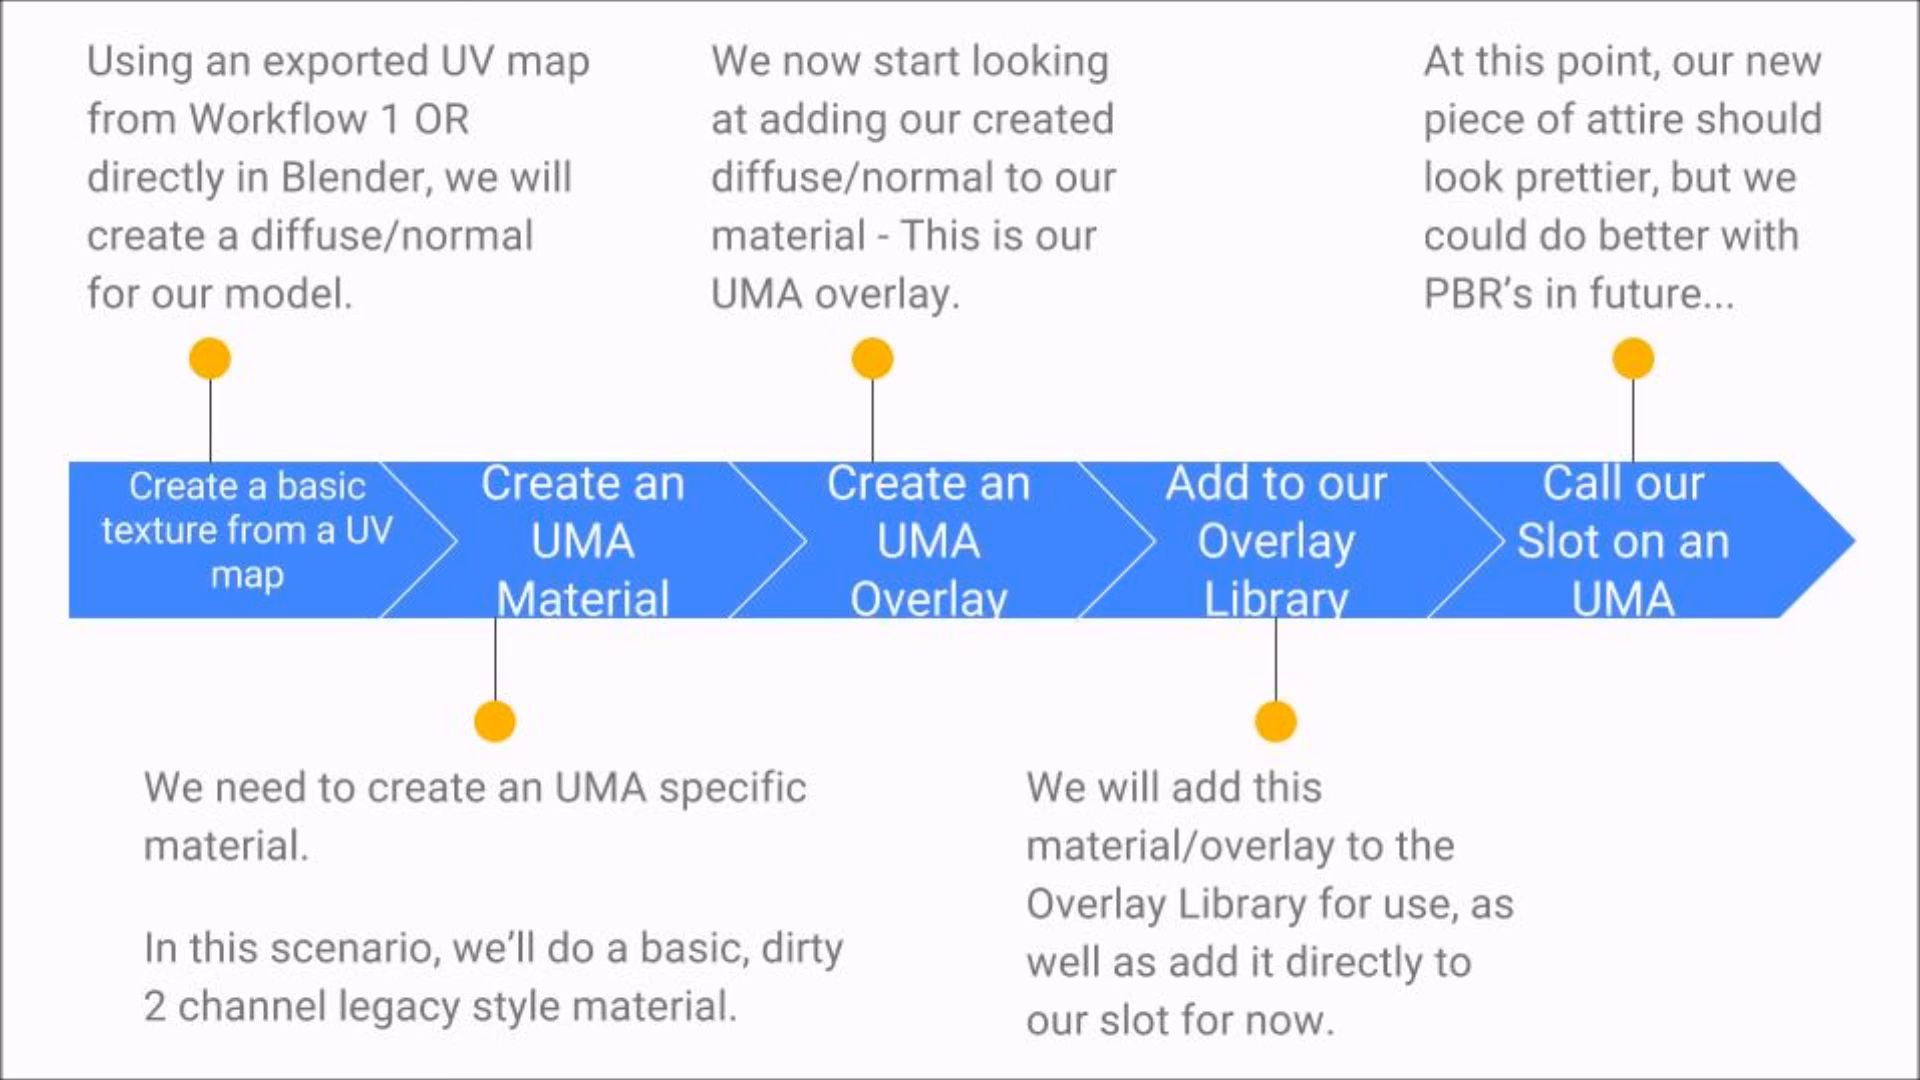 Using an exported UV map
from Workflow 1 OR
directly in Blender, we will
create a diffuse/normal
for our model.
We now start looking
at adding our created
diffuse/normal to our
material - This is our
UMA overlay.
At this point, our new
piece of attire should
look prettier, but we
could do better with
PBR’s in future...
Create a basic
texture from a UV
map
Create an
UMA
Material
Create an
UMA
Overlay
Add to our
Overlay
Library
Call our
Slot on an
UMA
We need to create an UMA specific
material.
In this scenario, we’ll do a basic, dirty
2 channel legacy style material.
We will add this
material/overlay to the
Overlay Library for use, as
well as add it directly to
our slot for now.